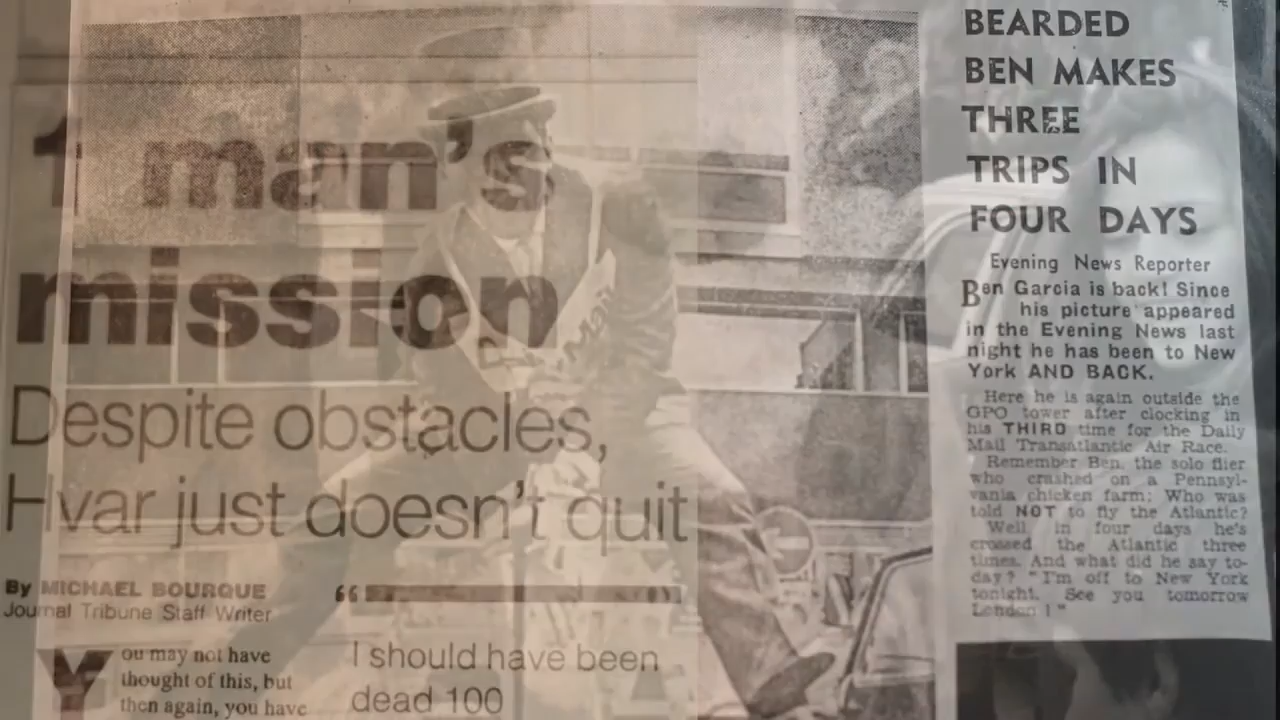 1 man's
mission
Despite obstacles,
Hvar just doesn't quit
By MICHAEL BOURQUE
Journal Tribune Staff Writer
You may not have
thought of this, but
then again, you have
“
I should have been
dead 100
BEARDED
BEN MAKES
THREE
TRIPS IN
FOUR DAYS
Evening News Reporter
Ben Garcia is back! Since
his picture appeared
in the Evening News last
night he has been to New
York AND BACK.
Here he is again outside the
GPO tower after clocking in
his THIRD time for the Daily
Mail Transatlantic Air Race.
Remember Ben, the solo flier
who crashed on a Pennsyl-
vania chicken farm; Who was
told NOT to fly the Atlantic?
Well, in four days he's
crossed the Atlantic three
times. And what did he say to-
day? "I'm off to New York
tonight. See you tomorrow
London !"